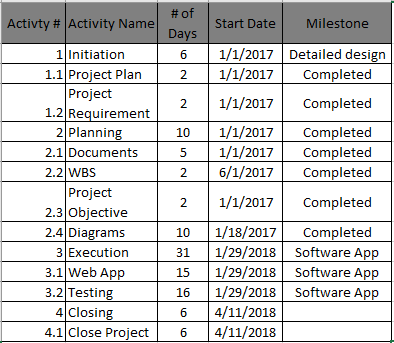 Activty # Activity Name # of Days Start Date Milestone
1 Initiation 6 1/1/2017 Detailed design
1.1 Project Plan 2 1/1/2017 Completed
1.2 Project Requirement 2 1/1/2017 Completed
2 Planning 10 1/1/2017 Completed
2.1 Documents 5 1/1/2017 Completed
2.2 WBS 2 6/1/2017 Completed
2.3 Project Objective 2 1/1/2017 Completed
2.4 Diagrams 10 1/18/2017 Completed
3 Execution 31 1/29/2018 Software App
3.1 Web App 15 1/29/2018 Software App
3.2 Testing 16 1/29/2018 Software App
4 Closing 6 4/11/2018
4.1 Close Project 6 4/11/2018